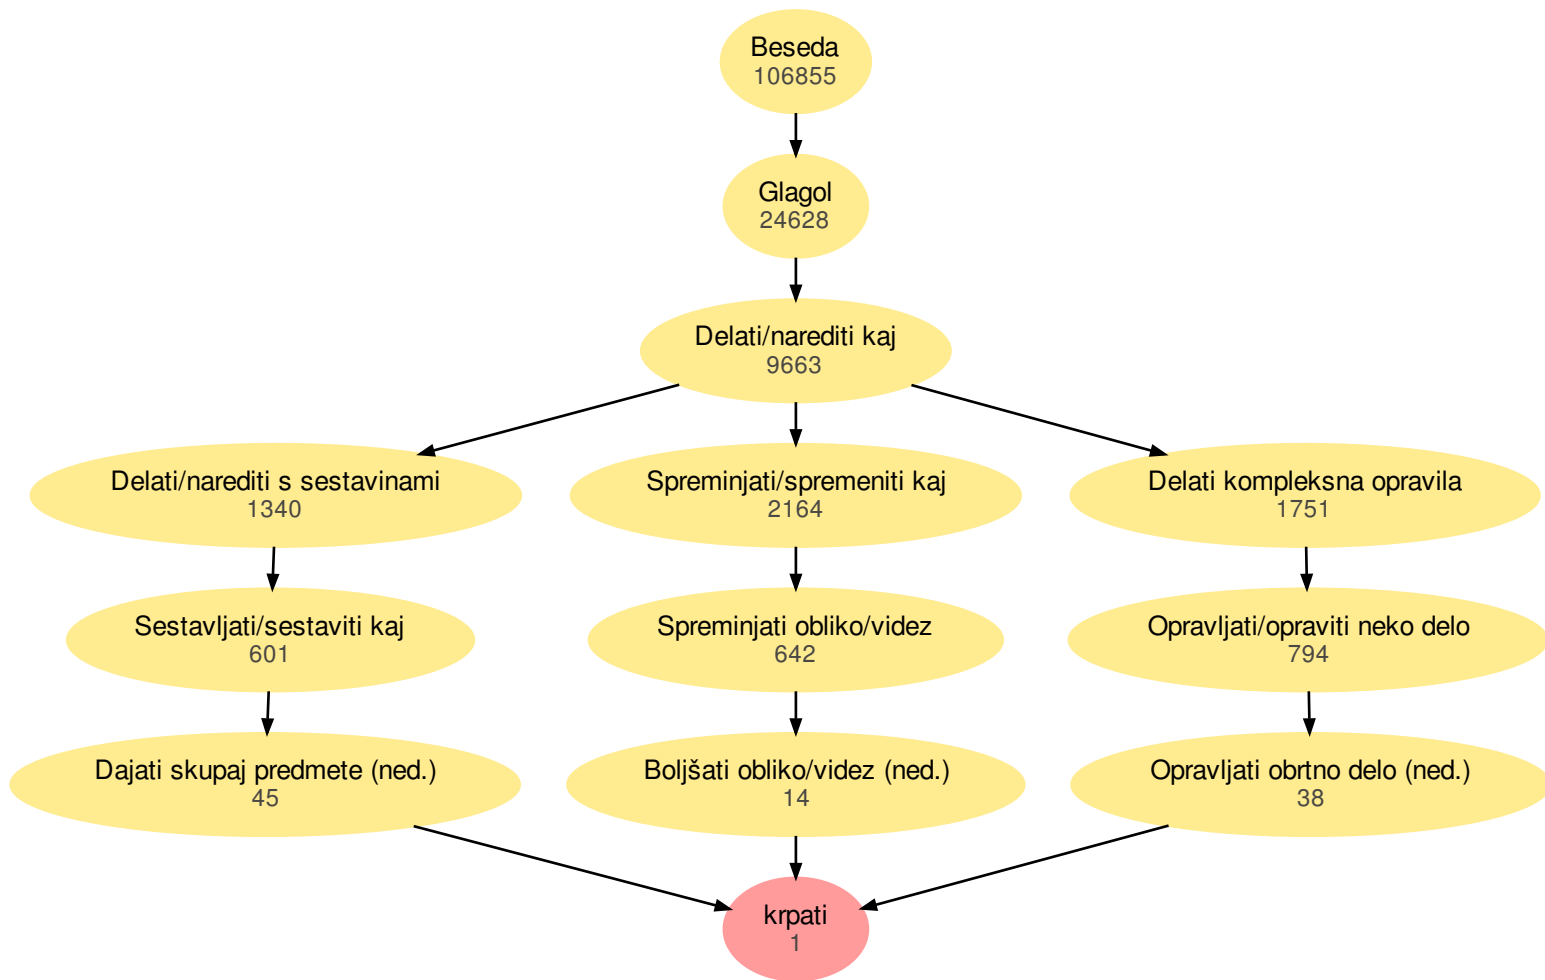 Beseda
106855
Glagol
24628
Delati/narediti kaj
9663
Delati/narediti s sestavinami
1340
Spreminjati/spremeniti kaj
2164
Delati kompleksna opravila
1751
Sestavljati/sestaviti kaj
601
Spreminjati obliko/videz
642
Opravljati/opraviti neko delo
794
Dajati skupaj predmete (ned.)
45
Boljšati obliko/videz (ned.)
14
Opravljati obrtno delo (ned.)
38
krpati
1